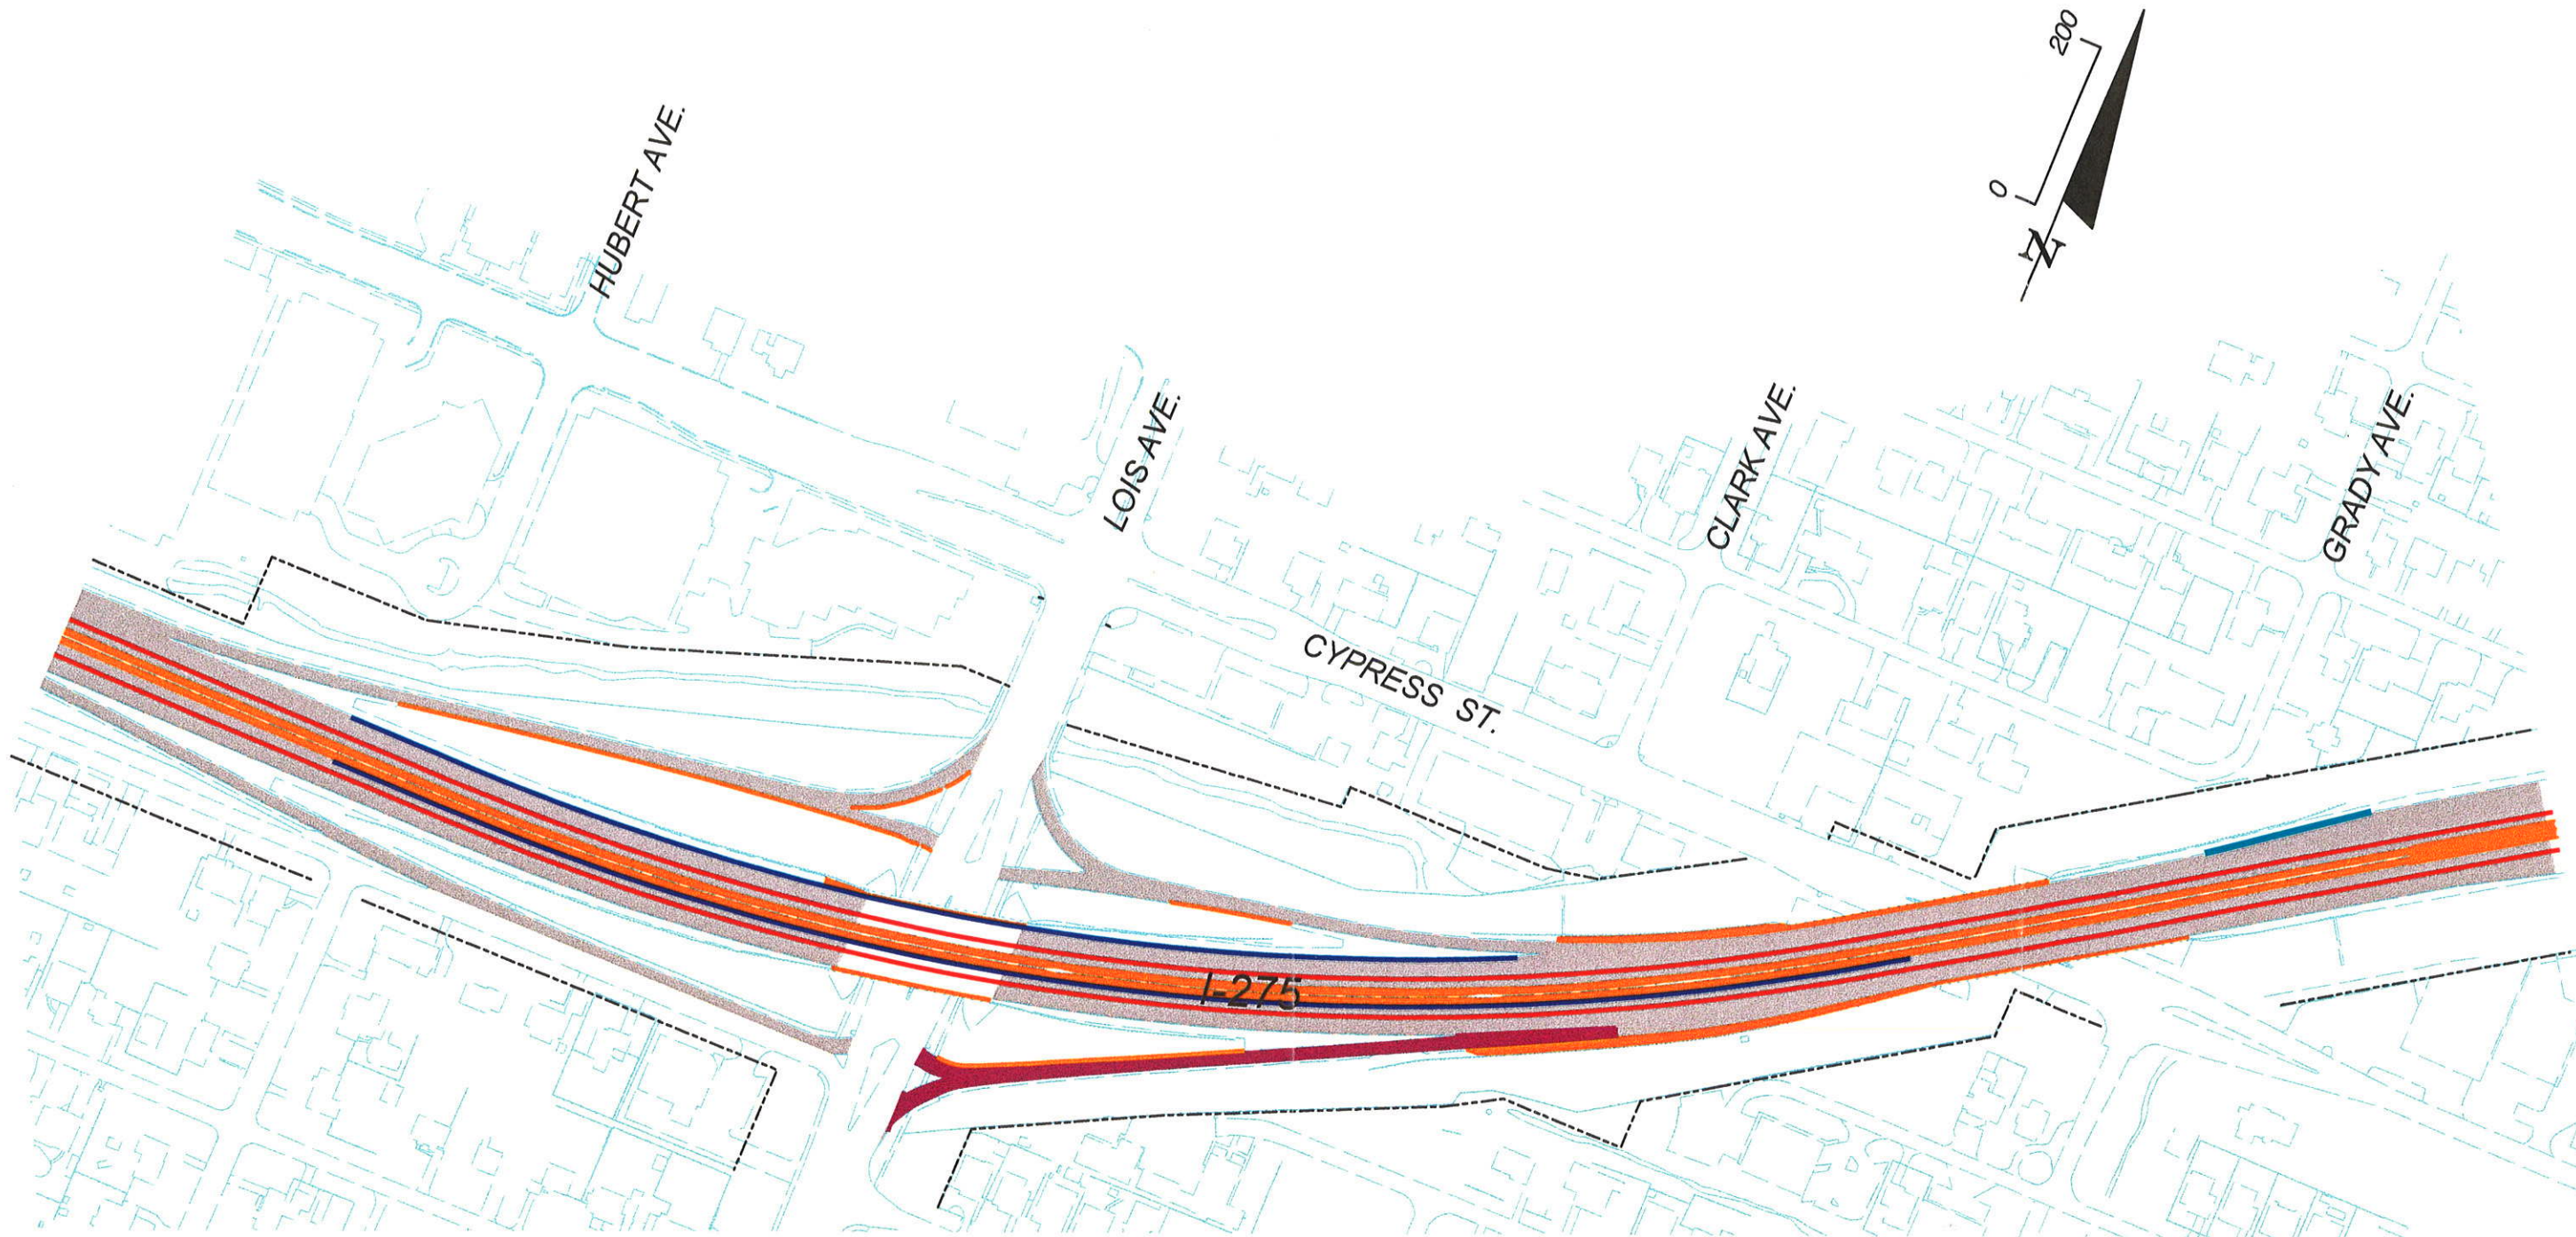 200
0
N
HUBERT AVE.
LOIS AVE.
CLARK AVE.
GRADY AVE.
CYPRESS ST.
I-275